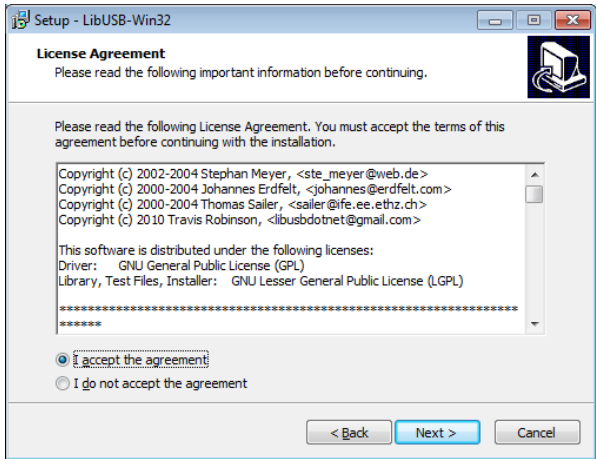 Setup - LibUSB-Win32
License Agreement
Please read the following important information before continuing.
Please read the following License Agreement. You must accept the terms of this
agreement before continuing with the installation.
Copyright (c) 2002-2004 Stephan Meyer, <ste_meyer@web.de>
Copyright (c) 2000-2004 Johannes Erdfelt, <johannes@erdfelt.com>
Copyright (c) 2000-2004 Thomas Sailer, <sailer@ife.ee.ethz.ch>
Copyright (c) 2010 Travis Robinson, <libusbdotnet@gmail.com>
This software is distributed under the following licenses:
Driver: GNU General Public License (GPL)
Library, Test Files, Installer: GNU Lesser General Public License (LGPL)
******************************************************************
******
I accept the agreement
I do not accept the agreement
< Back
Next >
Cancel